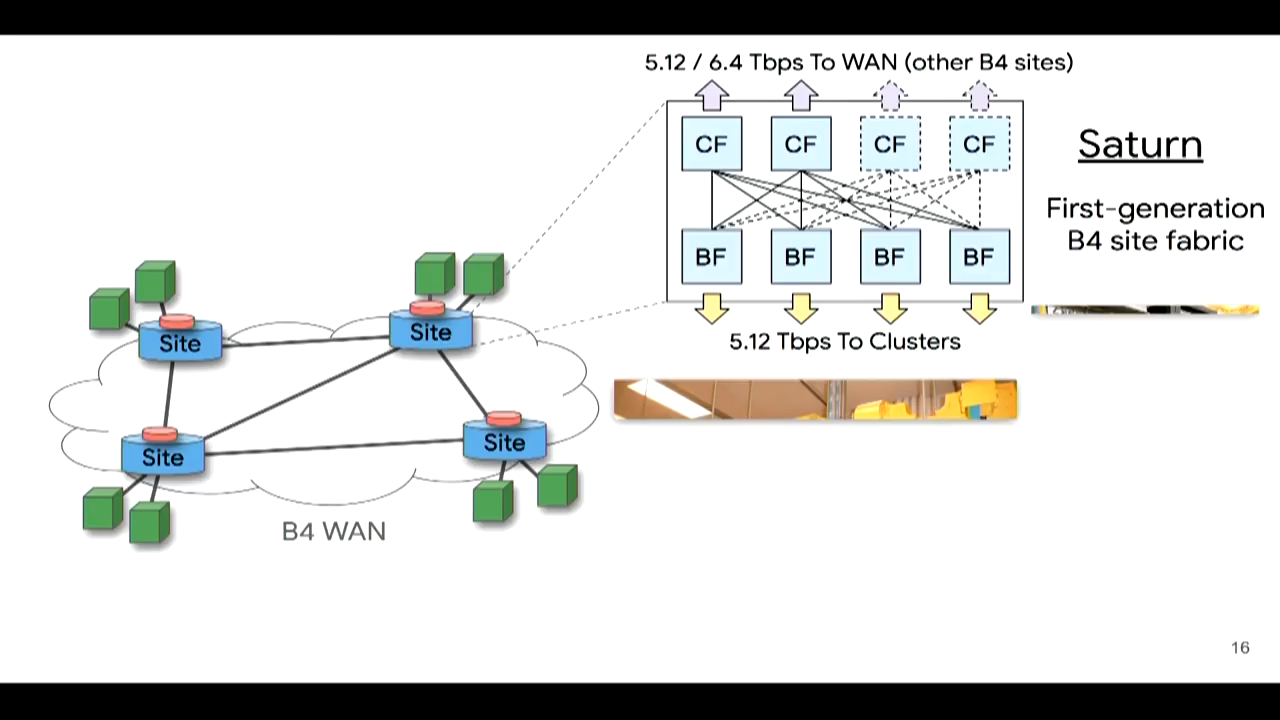 5.12 / 6.4 Tbps To WAN (other B4 sites)
CF CF CF CF
BF BF BF BF
5.12 Tbps To Clusters
Saturn
First-generation
B4 site fabric
Site
Site
Site
Site
B4 WAN
16